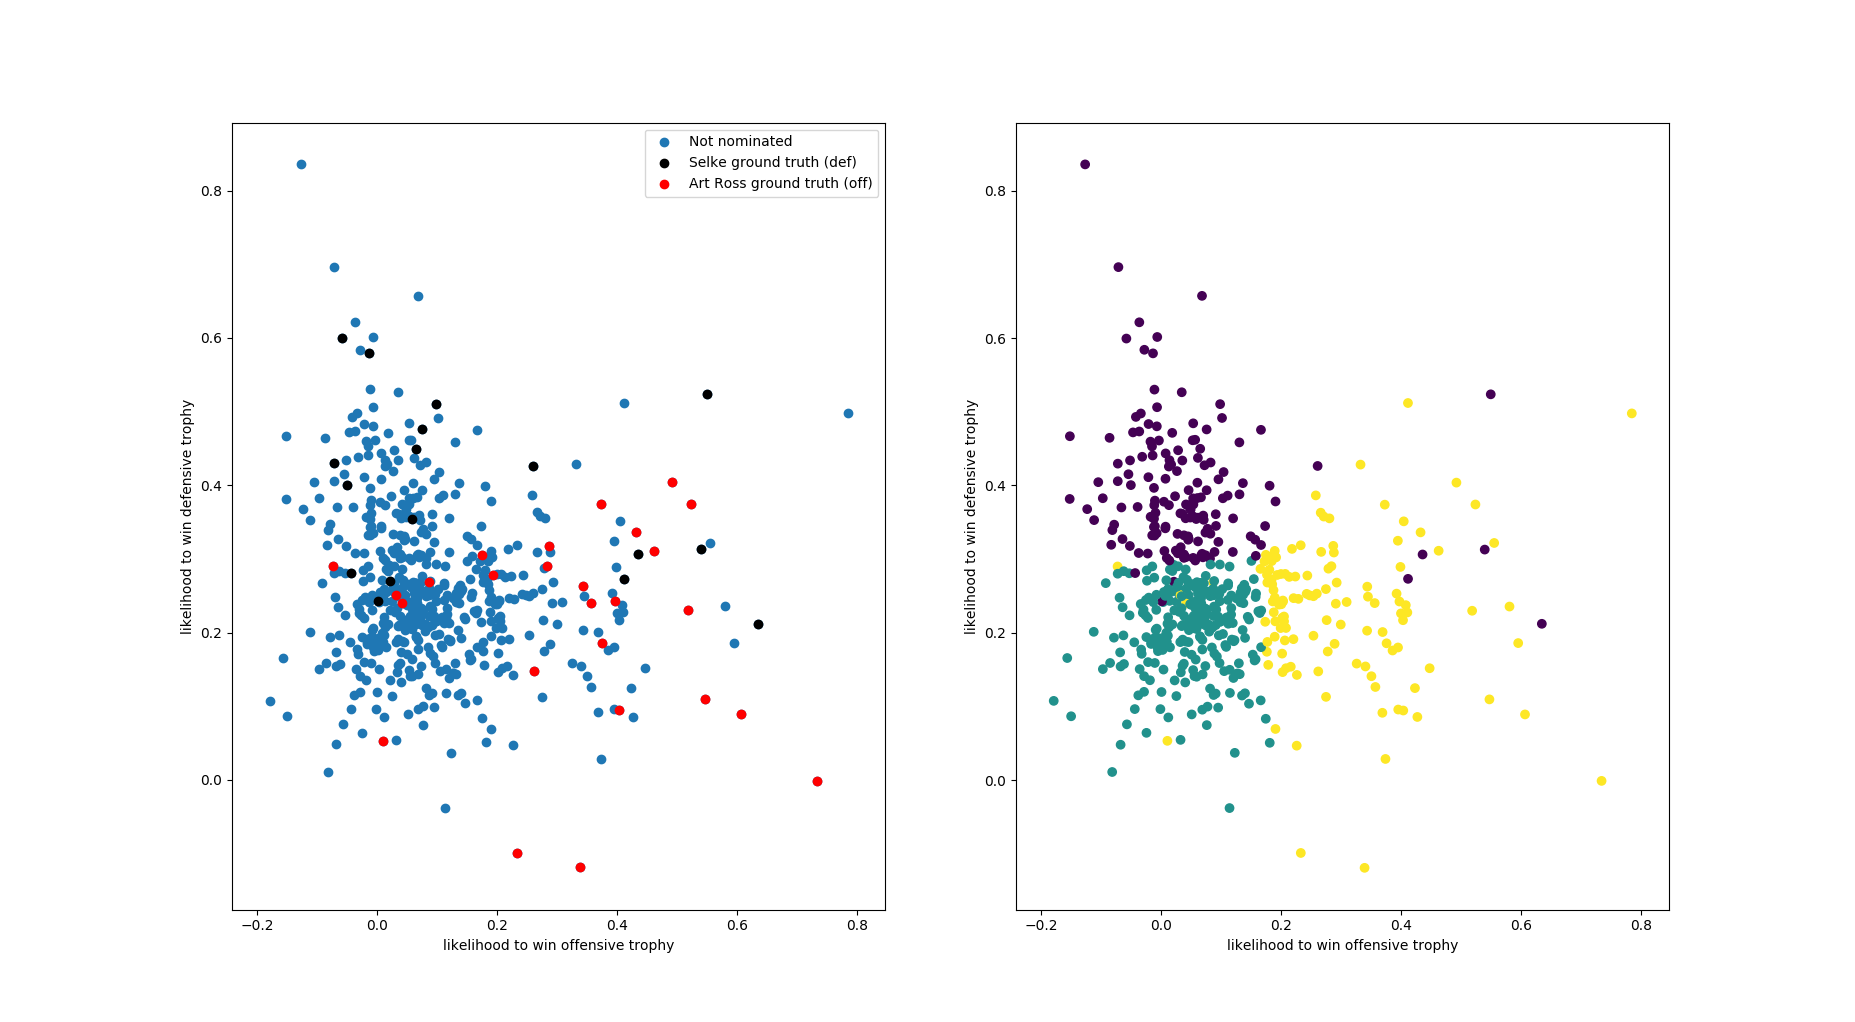 Not nominated
Selke ground truth (def)
Art Ross ground truth (off)
0.8
0.6
0.4
0.2
0.0
likelihood to win defensive trophy
−0.2 0.0 0.2 0.4 0.6 0.8
likelihood to win offensive trophy
0.8
0.6
0.4
0.2
0.0
likelihood to win defensive trophy
−0.2 0.0 0.2 0.4 0.6 0.8
likelihood to win offensive trophy